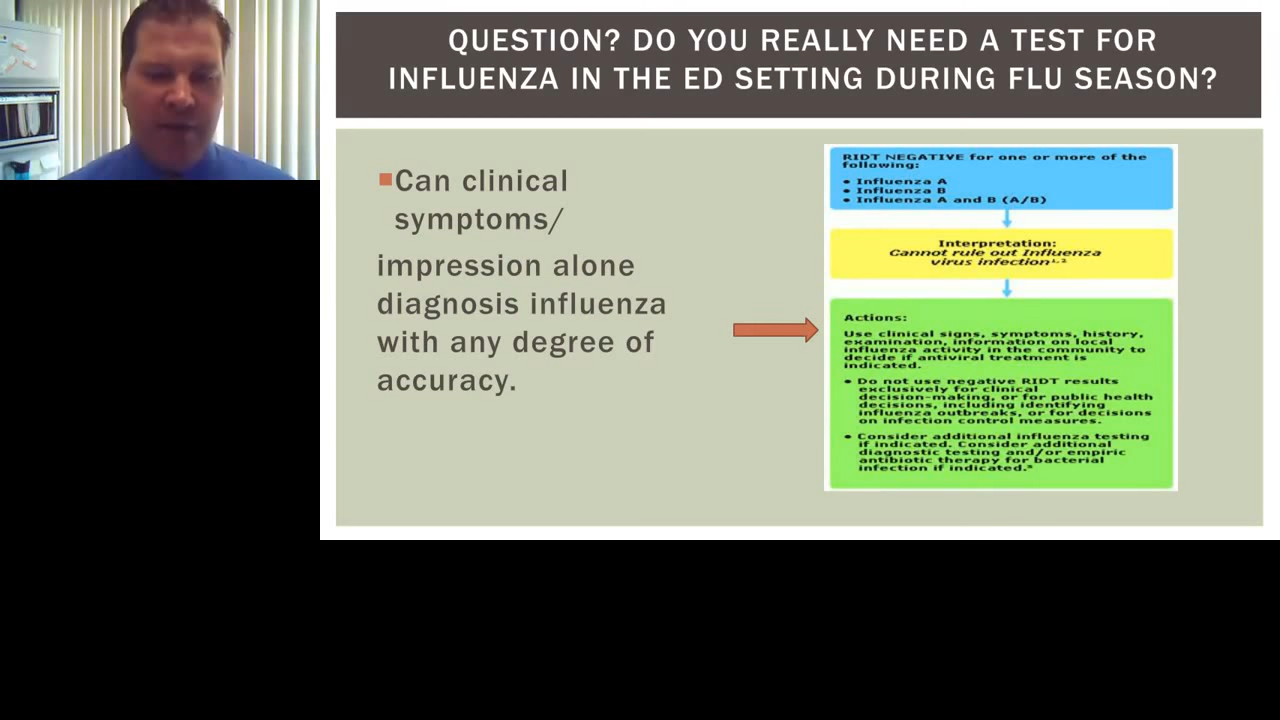 QUESTION? DO YOU REALLY NEED A TEST FOR
INFLUENZA IN THE ED SETTING DURING FLU SEASON?
Can clinical
symptoms/
impression alone
diagnosis influenza
with any degree of
accuracy.
RIDT NEGATIVE for one or more of the
following:
• Influenza A
• Influenza B
• Influenza A and B (A/B)
Interpretation:
Cannot rule out Influenza
virus infection¹,²
Actions:
Use clinical signs, symptoms, history,
examination, information on local
influenza activity in the community to
decide if antiviral treatment is
indicated.
• Do not use negative RIDT results
exclusively for clinical
decision-making, or for public health
decisions, including identifying
influenza outbreaks, or for decisions
on infection control measures.
• Consider additional influenza testing
if indicated. Consider additional
diagnostic testing and/or empiric
antibiotic therapy for bacterial
infection if indicated.*